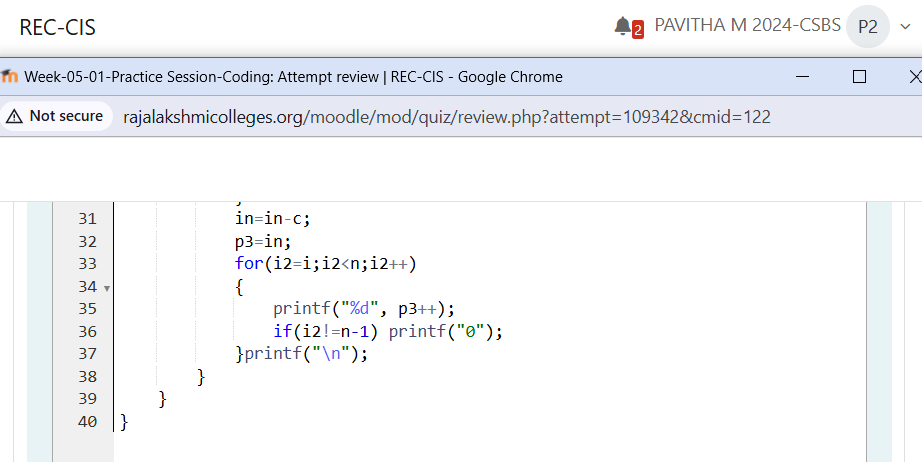 REC-CIS
2 PAVITHA M 2024-CSBS P2
Week-05-01-Practice Session-Coding: Attempt review | REC-CIS - Google Chrome
Not secure rajalakshmicolleges.org/moodle/mod/quiz/review.php?attempt=109342&cmid=122
31 in=in-c;
32 p3=in;
33 for(i2=i;i2<n;i2++)
34 {
35 printf("%d", p3++);
36 if(i2!=n-1) printf("0");
37 }printf("\n");
38 }
39 }
40 }